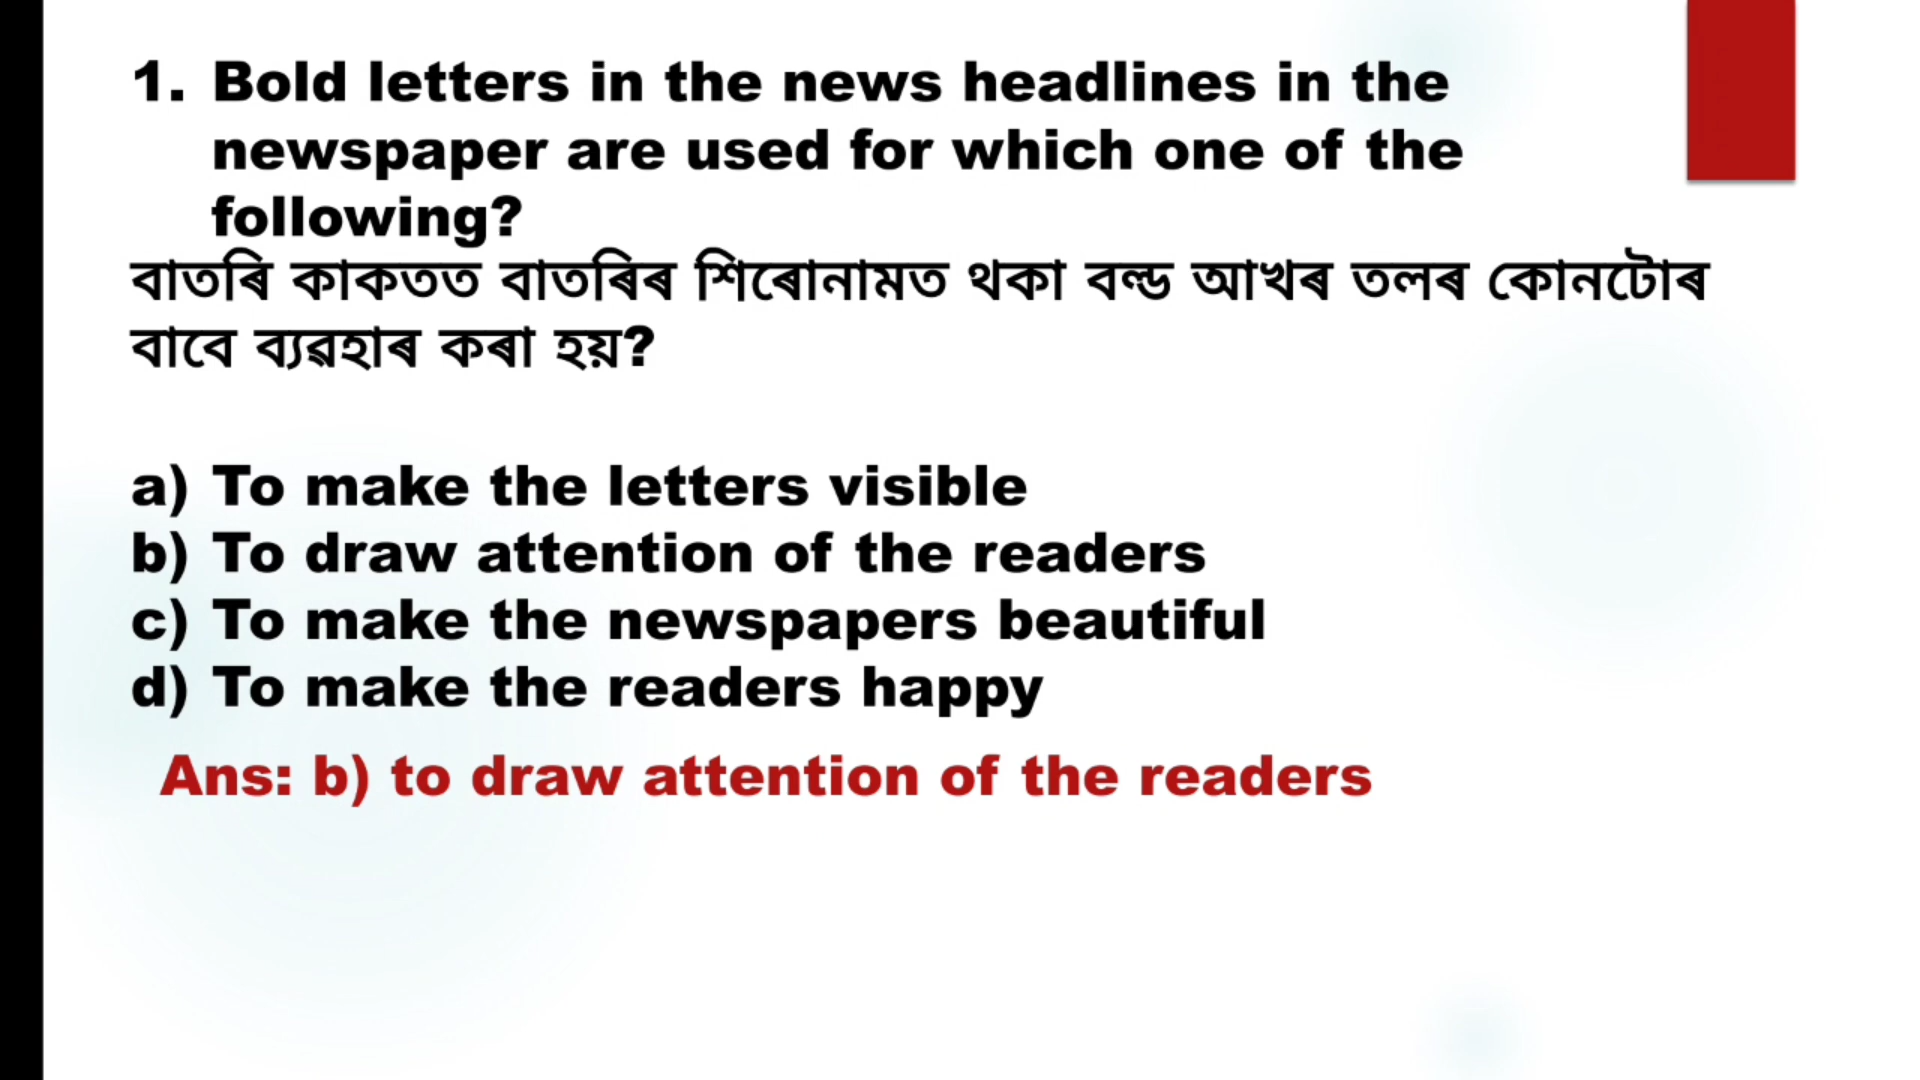 1. Bold letters in the news headlines in the
newspaper are used for which one of the
following?
বাতৰি কাকতত বাতৰিৰ শিৰোনামত থকা বল্ড আখৰ তলৰ কোনটোৰ
বাবে ব্যৱহাৰ কৰা হয়?
a) To make the letters visible
b) To draw attention of the readers
c) To make the newspapers beautiful
d) To make the readers happy
Ans: b) to draw attention of the readers